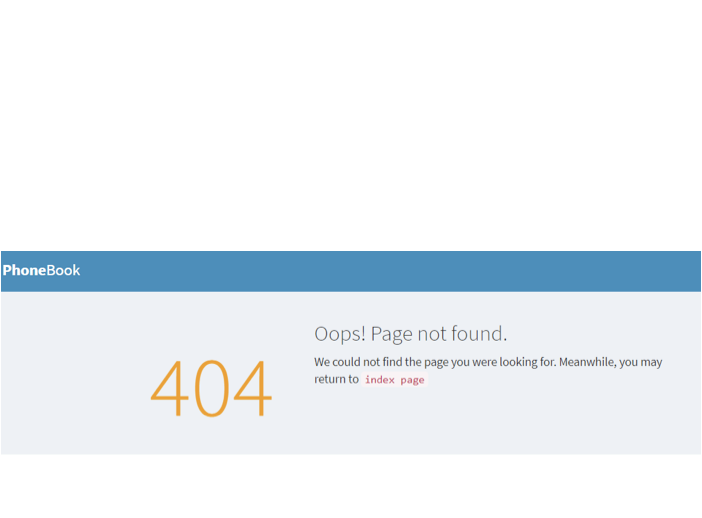 PhoneBook
Oops! Page not found.
404
We could not find the page you were looking for. Meanwhile, you may
return to index page